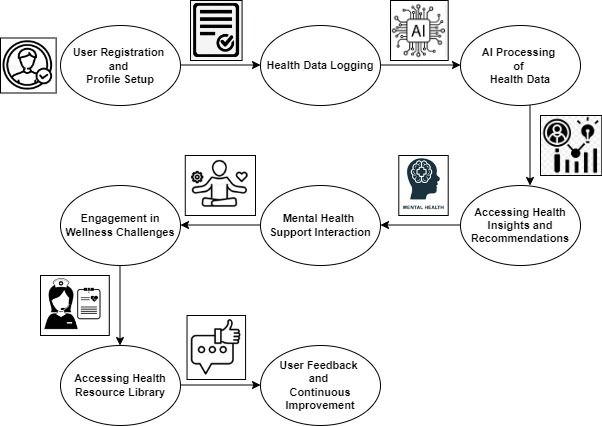 User Registration
and
Profile Setup
Health Data Logging
AI
AI Processing
of
Health Data
Engagement in
Wellness Challenges
Mental Health
Support Interaction
MENTAL HEALTH
Accessing Health
Insights and
Recommendations
Accessing Health
Resource Library
User Feedback
and
Continuous
Improvement